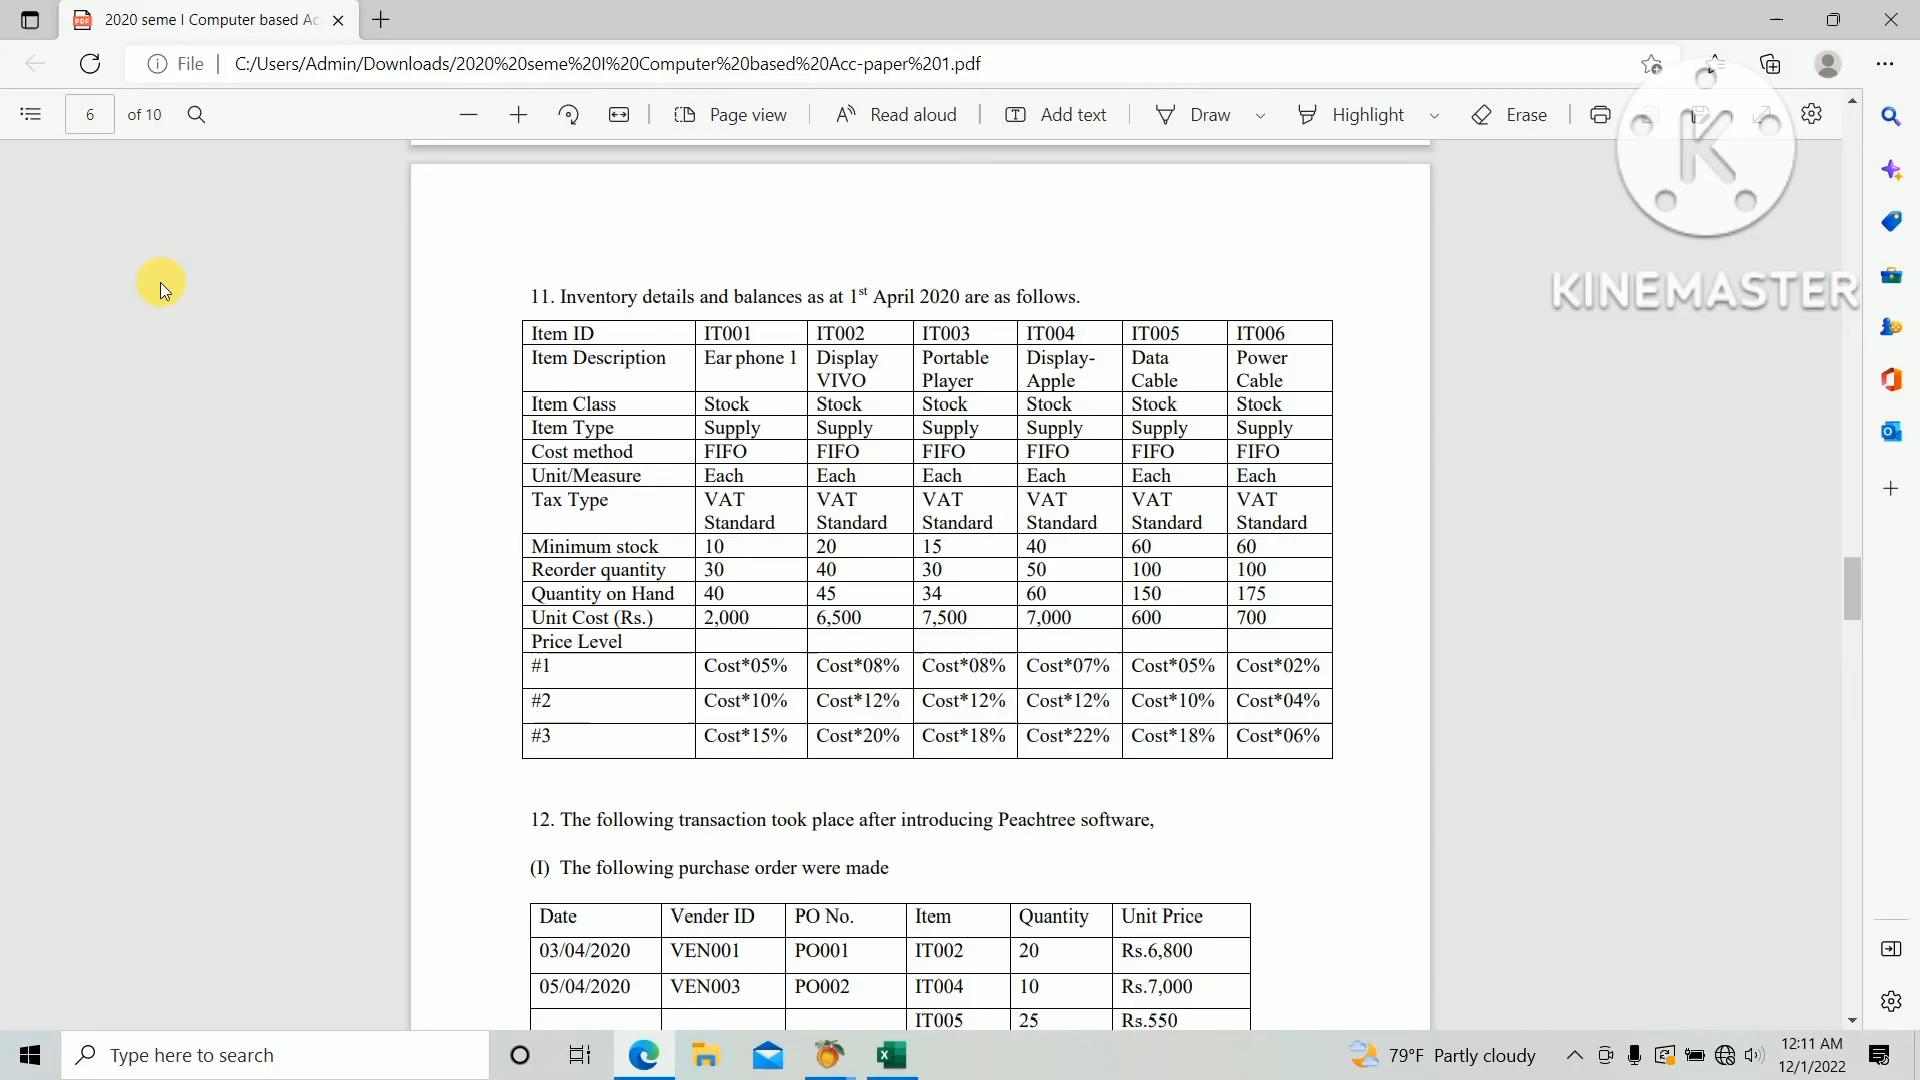 2020 seme I Computer based Acc
File C:/Users/Admin/Downloads/2020%20seme%20I%20Computer%20based%20Acc-paper%201.pdf
6 of 10 Page view Read aloud Add text Draw Highlight Erase
K
KINEMASTER
11. Inventory details and balances as at 1st April 2020 are as follows.
Item ID IT001 IT002 IT003 IT004 IT005 IT006
Item Description Ear phone 1 Display Portable Display- Data Power
VIVO Player Apple Cable Cable
Item Class Stock Stock Stock Stock Stock Stock
Item Type Supply Supply Supply Supply Supply Supply
Cost method FIFO FIFO FIFO FIFO FIFO FIFO
Unit/Measure Each Each Each Each Each Each
Tax Type VAT VAT VAT VAT VAT VAT
Standard Standard Standard Standard Standard Standard
Minimum stock 10 20 15 40 60 60
Reorder quantity 30 40 30 50 100 100
Quantity on Hand 40 45 34 60 150 175
Unit Cost (Rs.) 2,000 6,500 7,500 7,000 600 700
Price Level
#1 Cost*05% Cost*08% Cost*08% Cost*07% Cost*05% Cost*02%
#2 Cost*10% Cost*12% Cost*12% Cost*12% Cost*10% Cost*04%
#3 Cost*15% Cost*20% Cost*18% Cost*22% Cost*18% Cost*06%
12. The following transaction took place after introducing Peachtree software,
(I) The following purchase order were made
Date Vender ID PO No. Item Quantity Unit Price
03/04/2020 VEN001 PO001 IT002 20 Rs.6,800
05/04/2020 VEN003 PO002 IT004 10 Rs.7,000
IT005 25 Rs.550
Type here to search 79°F Partly cloudy 12:11 AM
12/1/2022